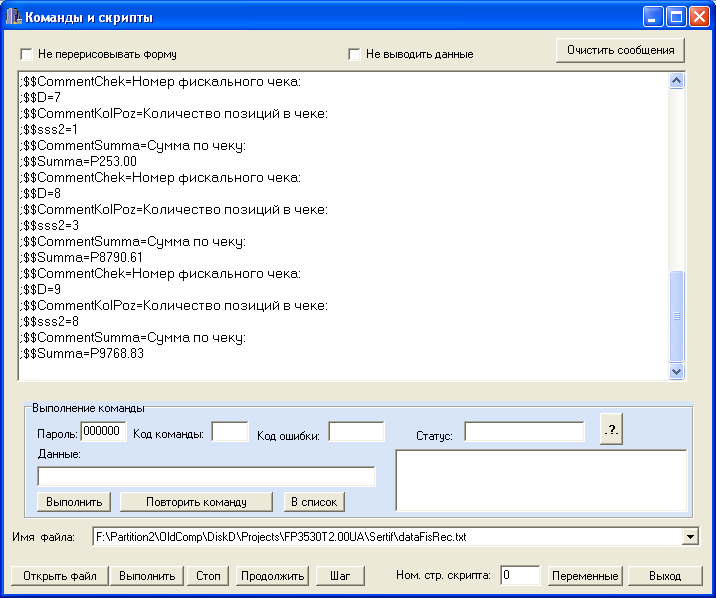 Команды и скрипты
Не перерисовывать форму
Не выводить данные
Очистить сообщения
;$$CommentChek=Номер фискального чека:
;$$D=7
;$$CommentKolPoz=Количество позиций в чеке:
;$$sss2=1
;$$CommentSumma=Сумма по чеку:
;$$Summa=P253.00
;$$CommentChek=Номер фискального чека:
;$$D=8
;$$CommentKolPoz=Количество позиций в чеке:
;$$sss2=3
;$$CommentSumma=Сумма по чеку:
;$$Summa=P8790.61
;$$CommentChek=Номер фискального чека:
;$$D=9
;$$CommentKolPoz=Количество позиций в чеке:
;$$sss2=8
;$$CommentSumma=Сумма по чеку:
;$$Summa=P9768.83
Выполнение команды
Пароль: 000000 Код команды: Код ошибки: Статус: .?.
Данные:
Выполнить Повторить команду В список
Имя файла: F:\Partition2\OldComp\DiskD\Projects\FP3530T2.00UA\Sertif\dataFisRec.txt
Открыть файл Выполнить Стоп Продолжить Шаг Ном. стр. скрипта: 0 Переменные Выход